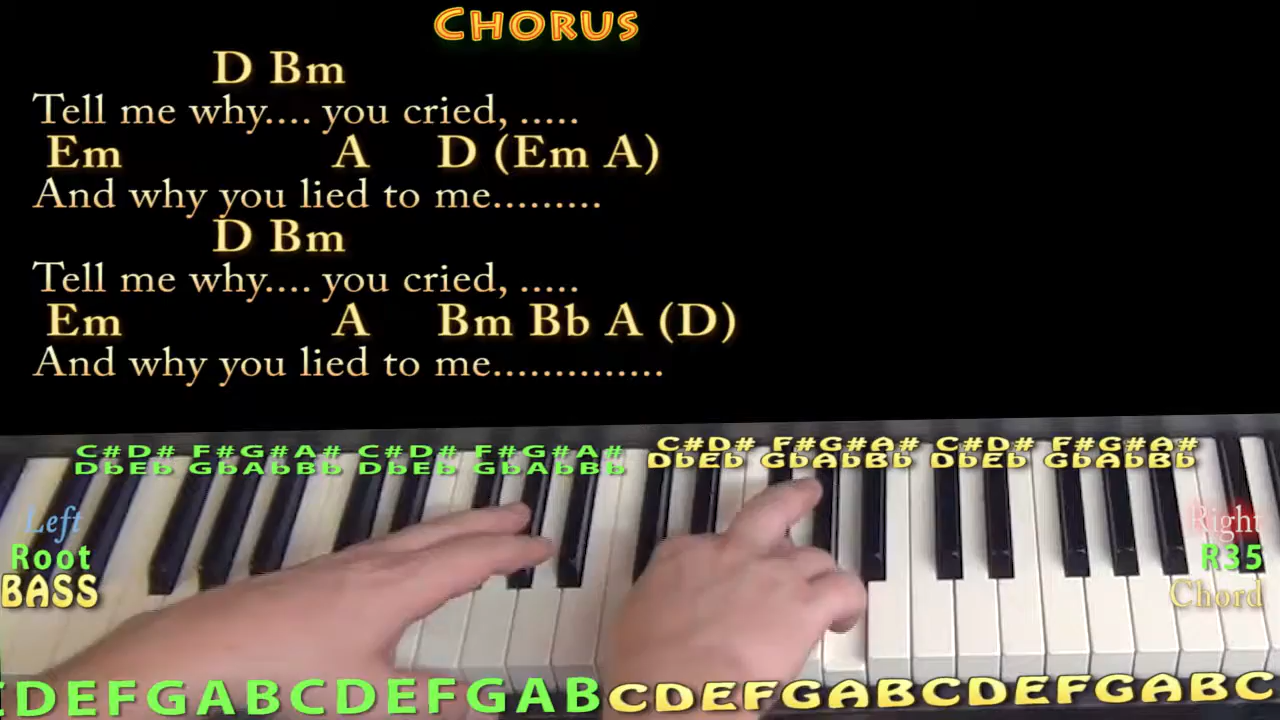 CHORUS
D Bm
Tell me why.... you cried, .....
Em A D (Em A)
And why you lied to me.........
D Bm
Tell me why.... you cried, .....
Em A Bm Bb A (D)
And why you lied to me..............
C#D# F#G#A# C#D# F#G#A# C#D# F#G#A# C#D# F#G#A#
DbEb GbAbBb DbEb GbAbBb DbEb GbAbBb DbEb GbAbBb
Left Right
Root R35
BASS Chord
CDEFGABCDEFGAB CDEFGABCDEFGABC